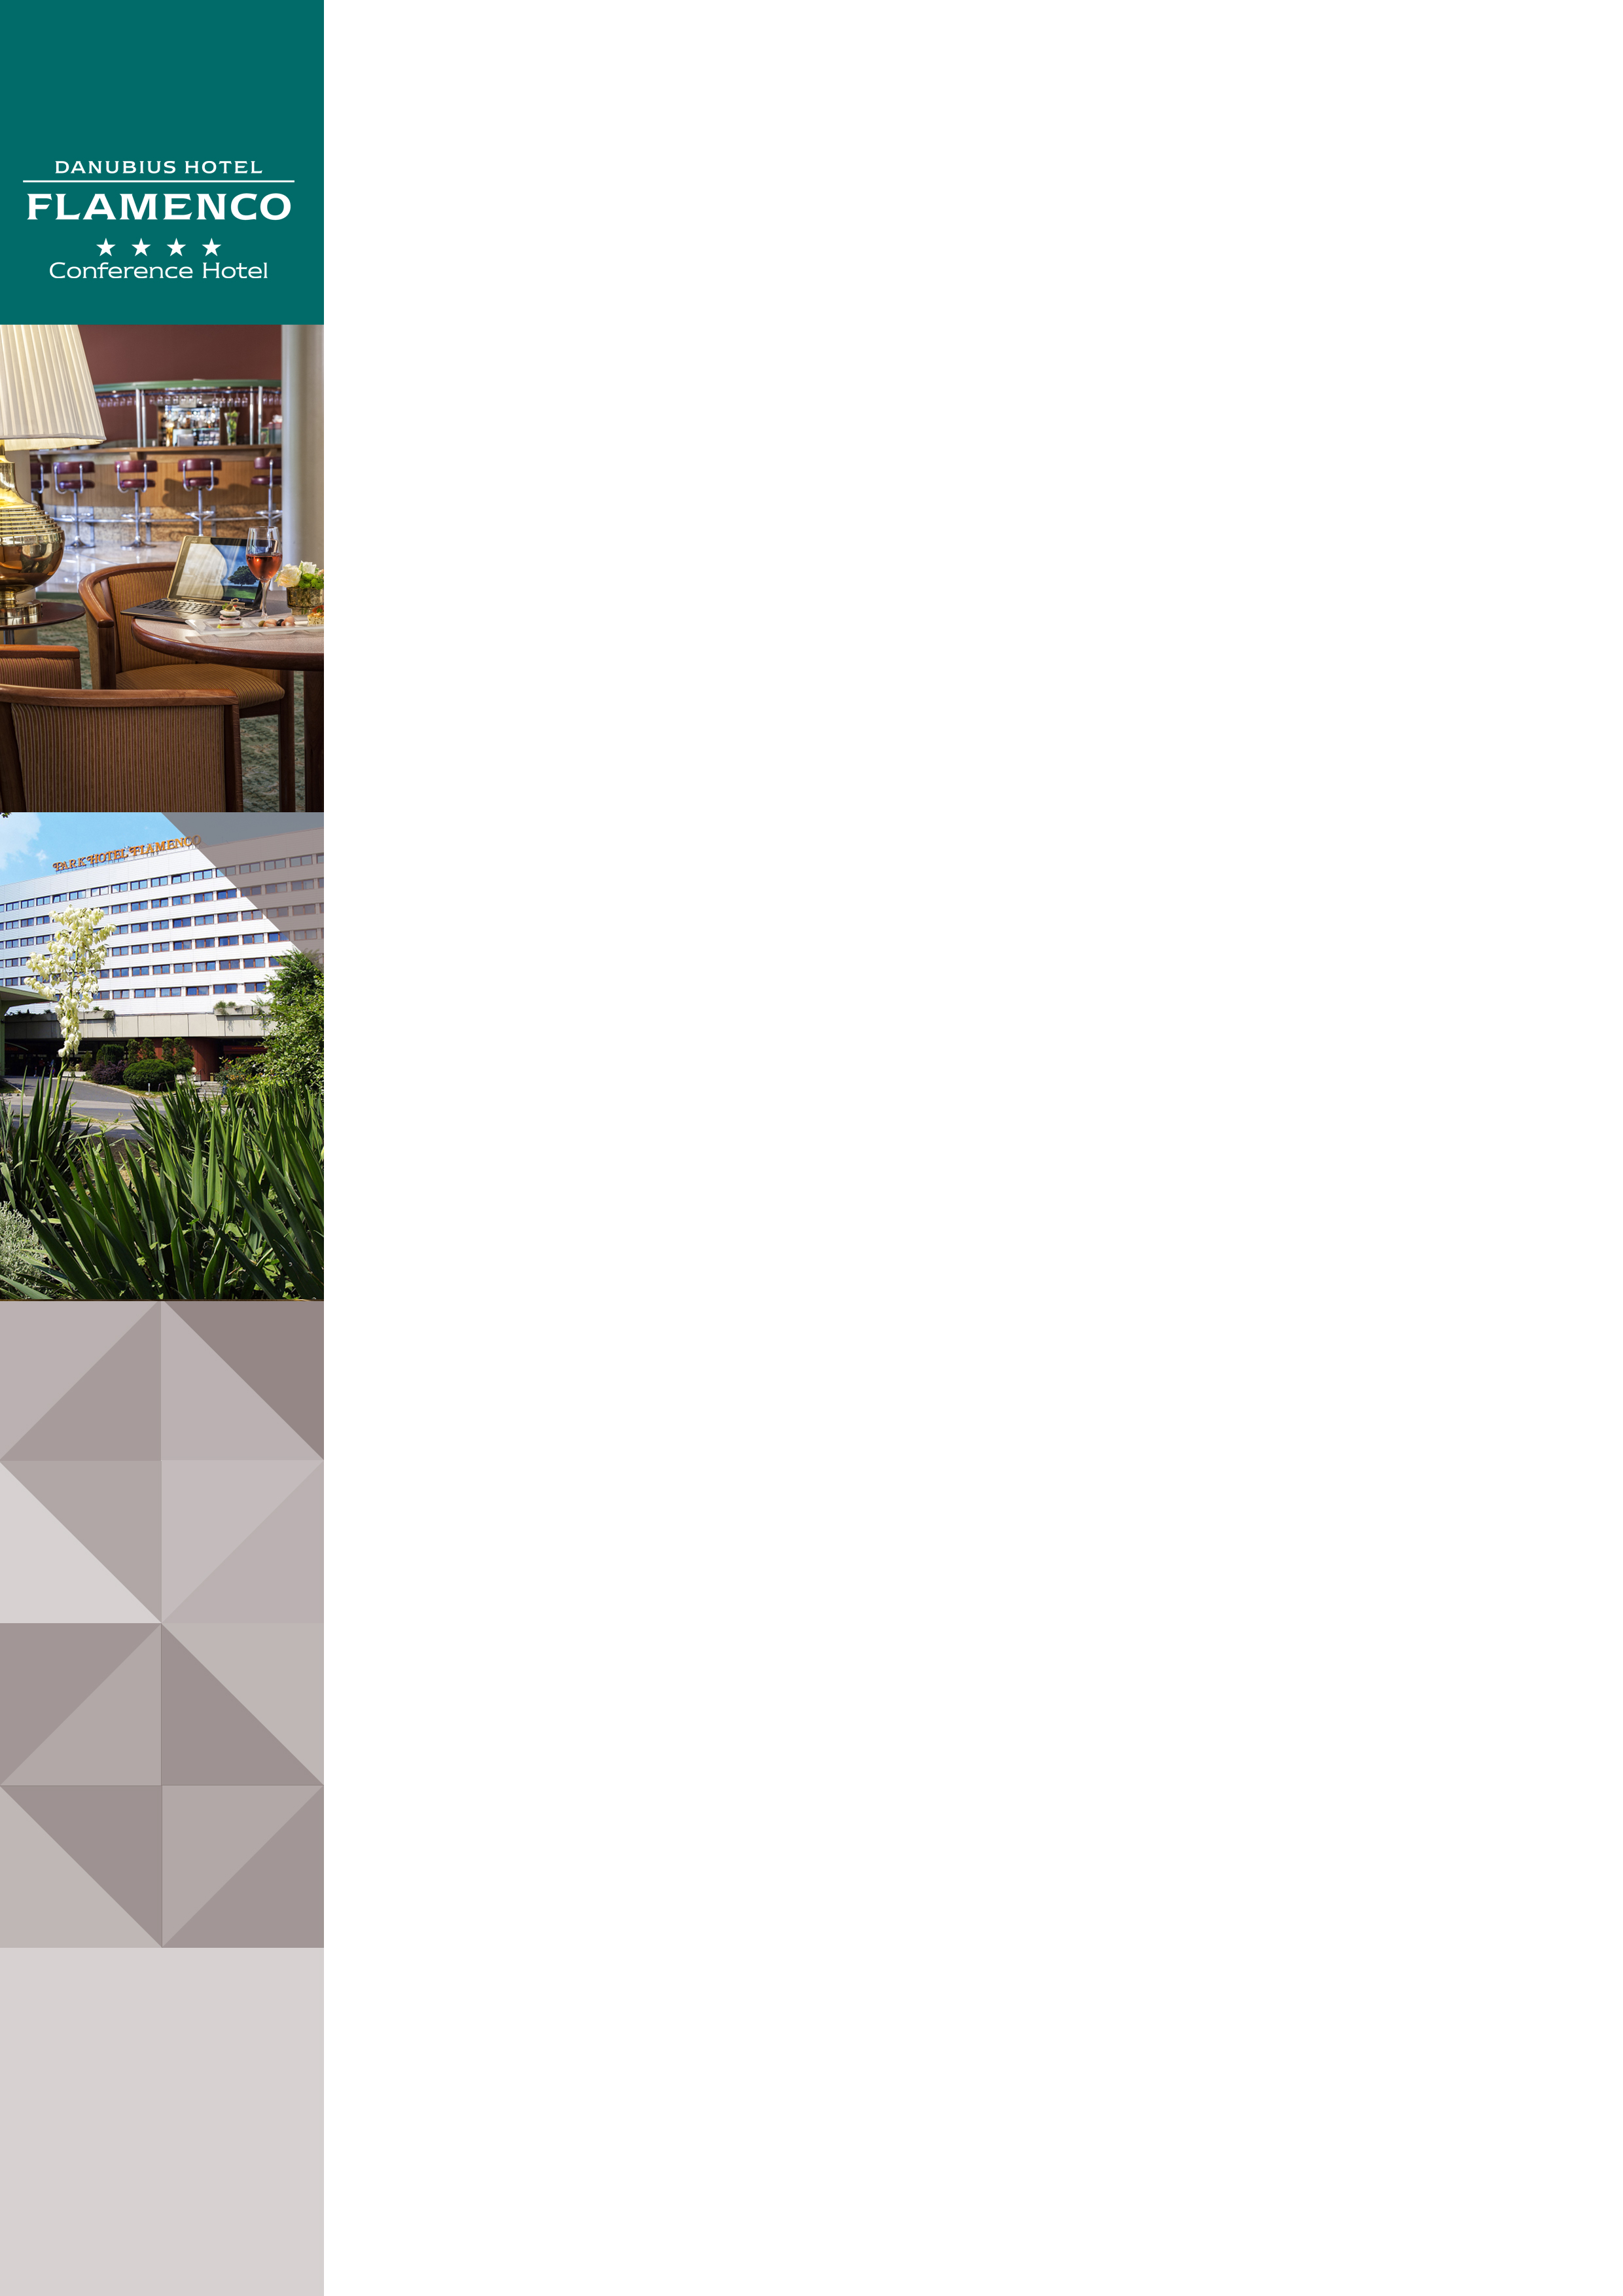 DANUBIUS HOTEL
FLAMENCO
★ ★ ★ ★
Conference Hotel
PARK HOTEL FLAMENCO